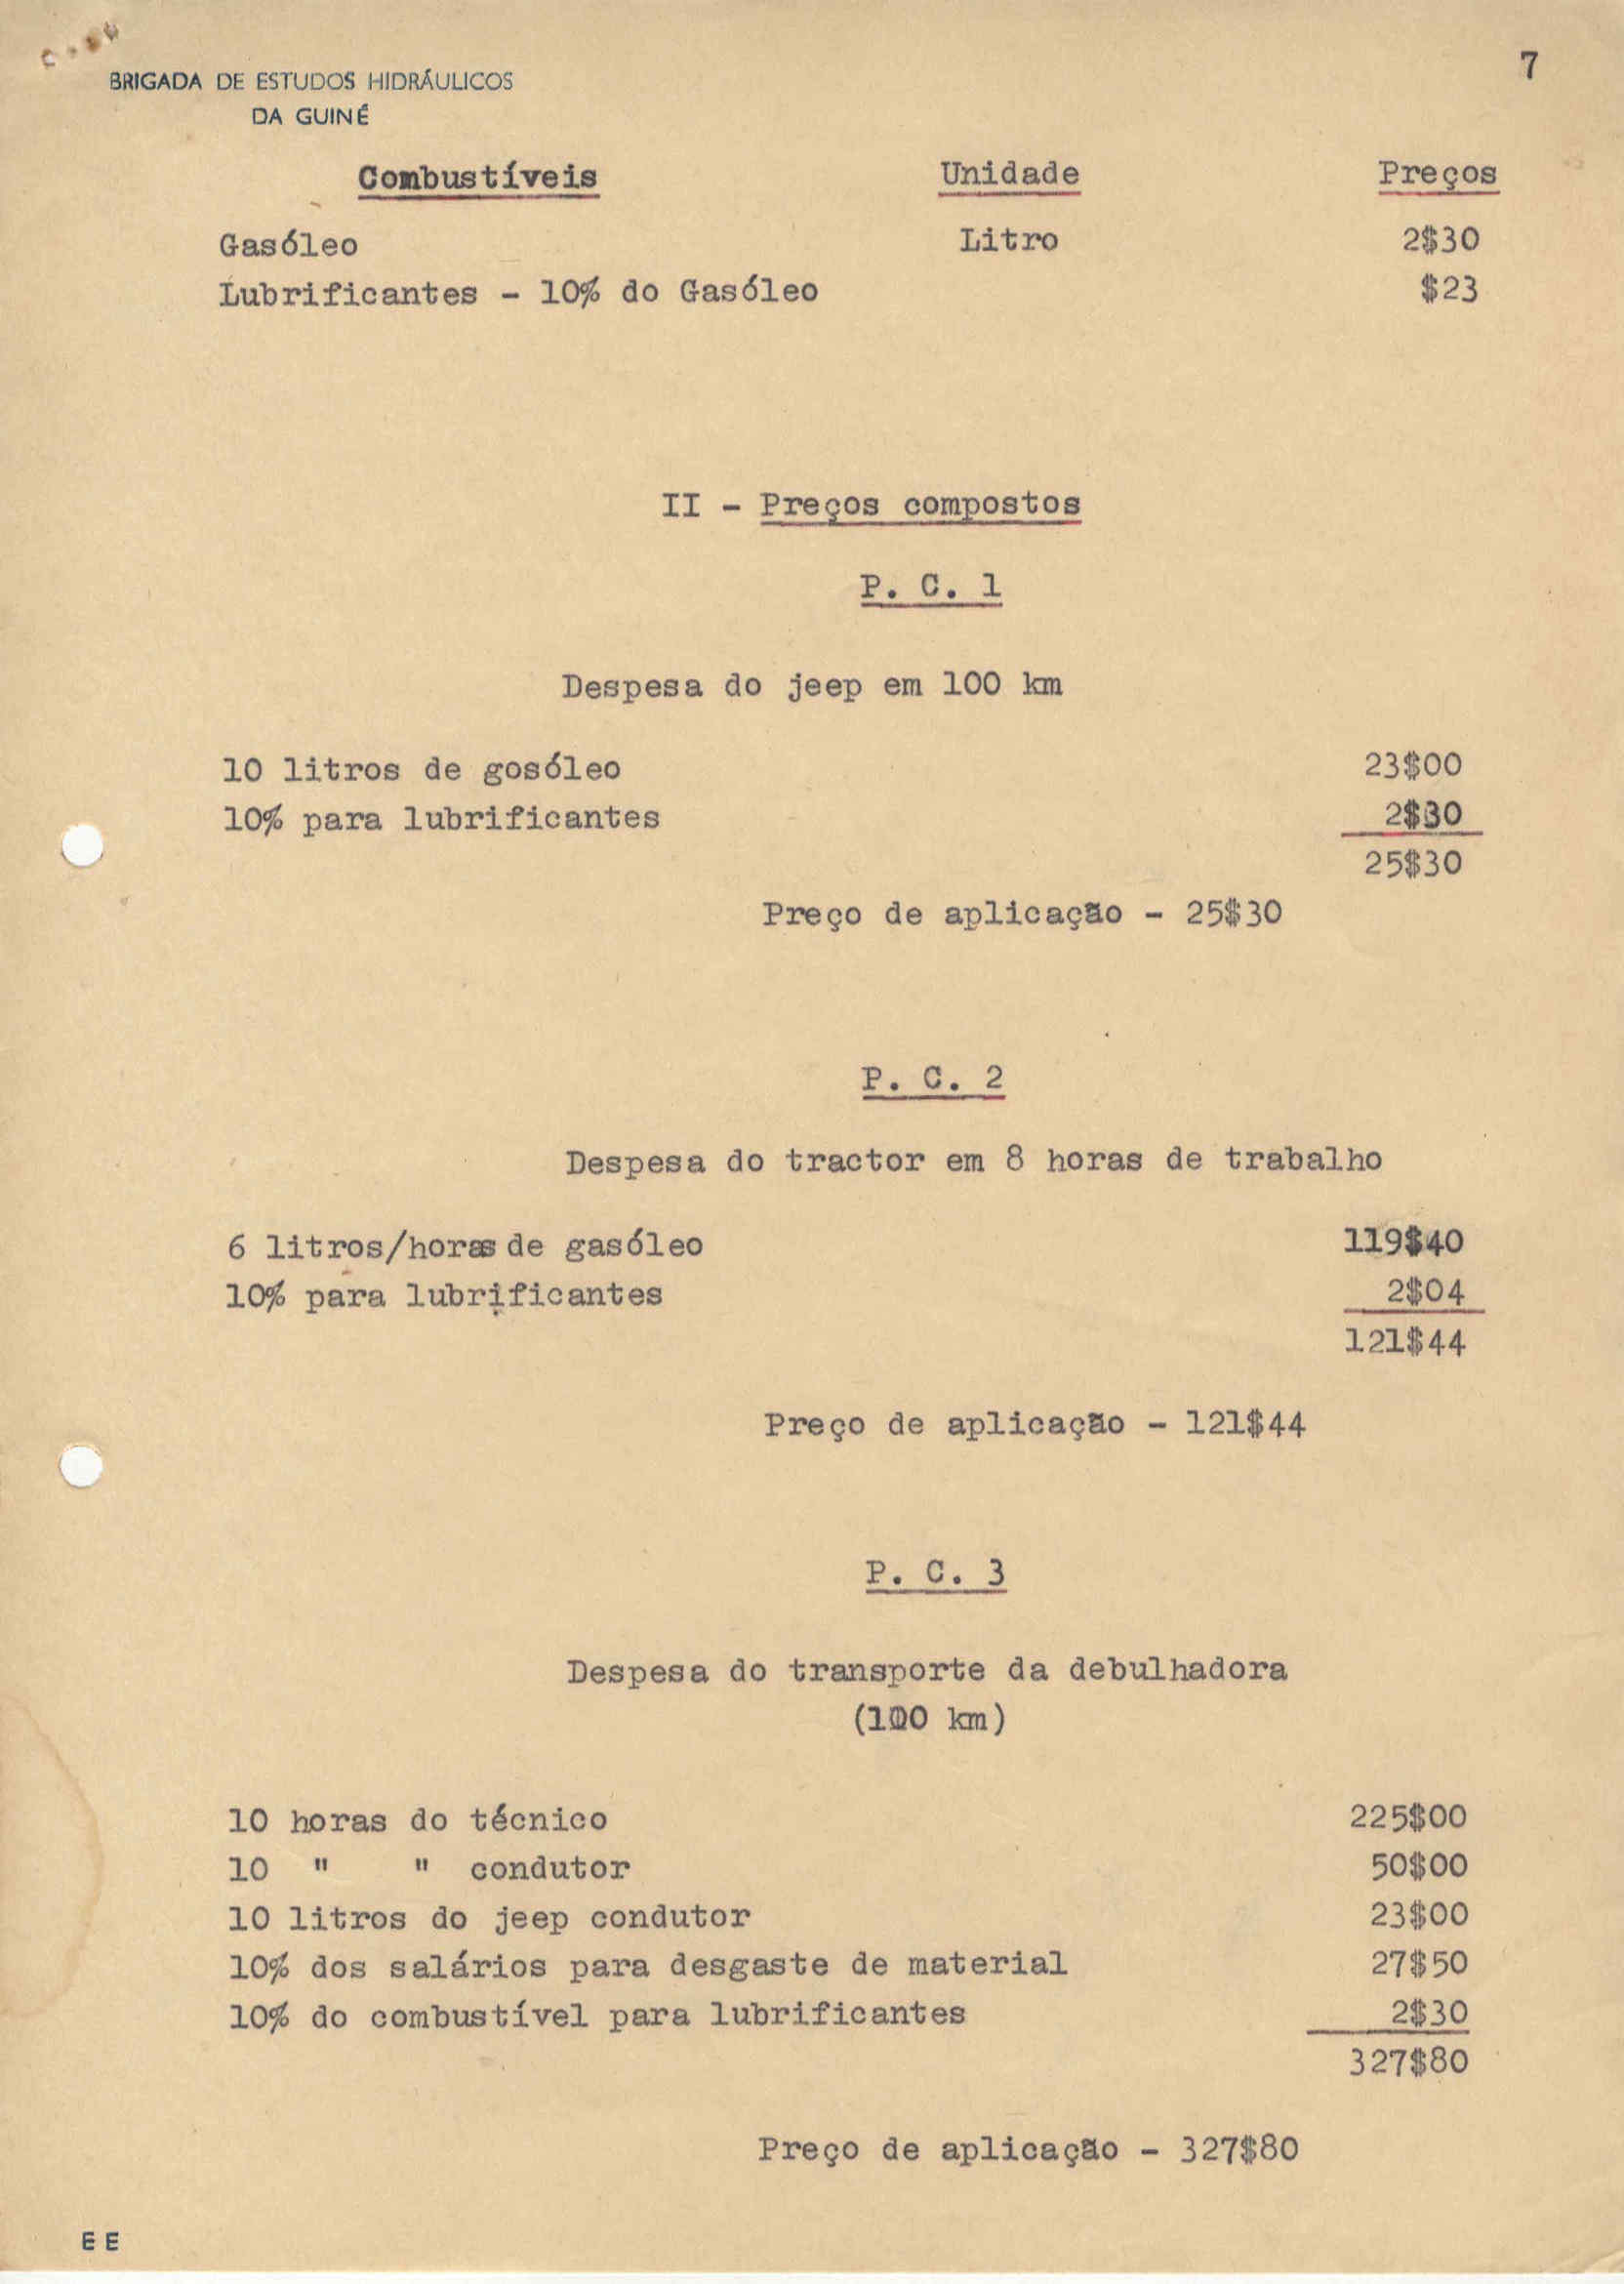 7
BRIGADA DE ESTUDOS HIDRÁULICOS
DA GUINÉ
Combustíveis Unidade Preços
Gasóleo Litro 2$30
Lubrificantes - 10% do Gasóleo $23
II - Preços compostos
P. C. 1
Despesa do jeep em 100 km
10 litros de gosóleo 23$00
10% para lubrificantes 2$30
25$30
Preço de aplicação - 25$30
P. C. 2
Despesa do tractor em 8 horas de trabalho
6 litros/horas de gasóleo 119$40
10% para lubrificantes 2$04
121$44
Preço de aplicação - 121$44
P. C. 3
Despesa do transporte da debulhadora
(100 km)
10 horas do técnico 225$00
10 " " condutor 50$00
10 litros do jeep condutor 23$00
10% dos salários para desgaste de material 27$50
10% do combustível para lubrificantes 2$30
327$80
Preço de aplicação - 327$80
E E